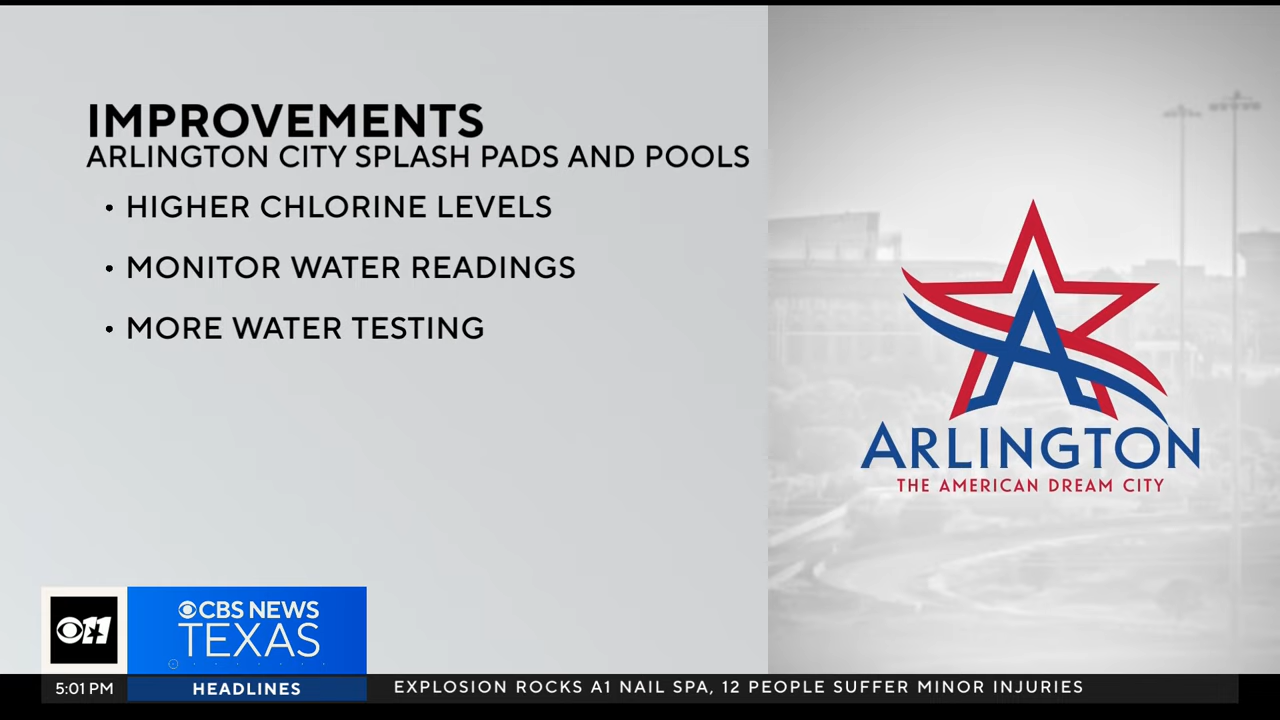 IMPROVEMENTS
ARLINGTON CITY SPLASH PADS AND POOLS
• HIGHER CHLORINE LEVELS
• MONITOR WATER READINGS
• MORE WATER TESTING
ARLINGTON
THE AMERICAN DREAM CITY
11
CBS NEWS
TEXAS
5:01 PM
HEADLINES
EXPLOSION ROCKS A1 NAIL SPA, 12 PEOPLE SUFFER MINOR INJURIES